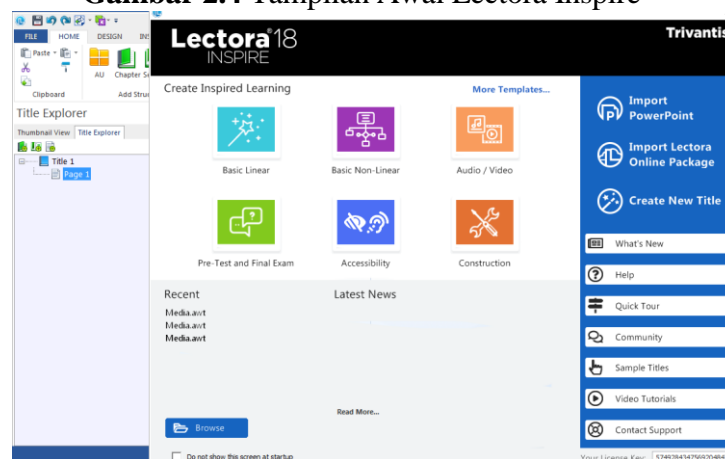 Gambar 2.4 Tampilan Awal Lectora Inspire
FILE HOME DESIGN INS
Paste
AU Chapter Se
Clipboard Add Stru
Title Explorer
Thumbnail View Title Explorer
Title 1
Page 1
Lectora®18
INSPIRE
Trivantis
Create Inspired Learning
More Templates...
Basic Linear
Basic Non-Linear
Audio / Video
Pre-Test and Final Exam
Accessibility
Construction
Recent
Media.awt
Media.awt
Media.awt
Browse
Do not show this screen at startup
Latest News
Read More...
Import
PowerPoint
Import Lectora
Online Package
Create New Title
What's New
Help
Quick Tour
Community
Sample Titles
Video Tutorials
Contact Support
Your License Key: